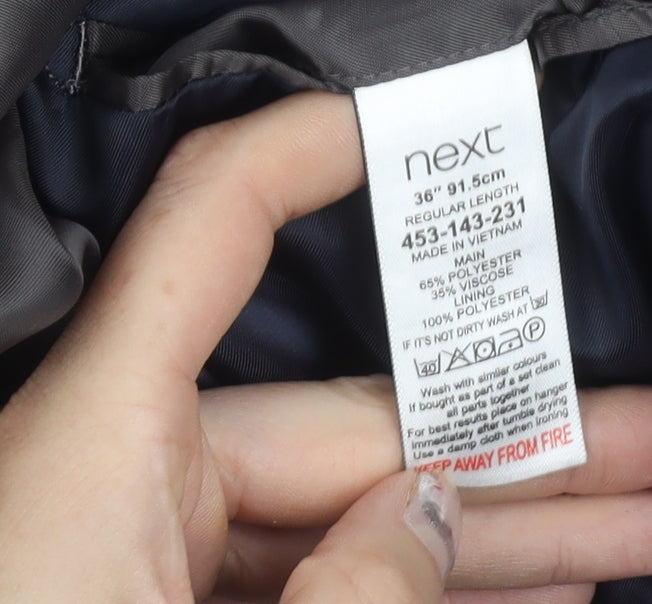 next
36" 91.5cm
REGULAR LENGTH
453-143-231
MADE IN VIETNAM
MAIN
65% POLYESTER
35% VISCOSE
LINING
100% POLYESTER
IF IT'S NOT DIRTY WASH AT 30
40 P
Wash with similar colours
If bought as part of a set clean
all parts together
For best results place on hanger
immediately after tumble drying
Use a damp cloth when ironing
KEEP AWAY FROM FIRE